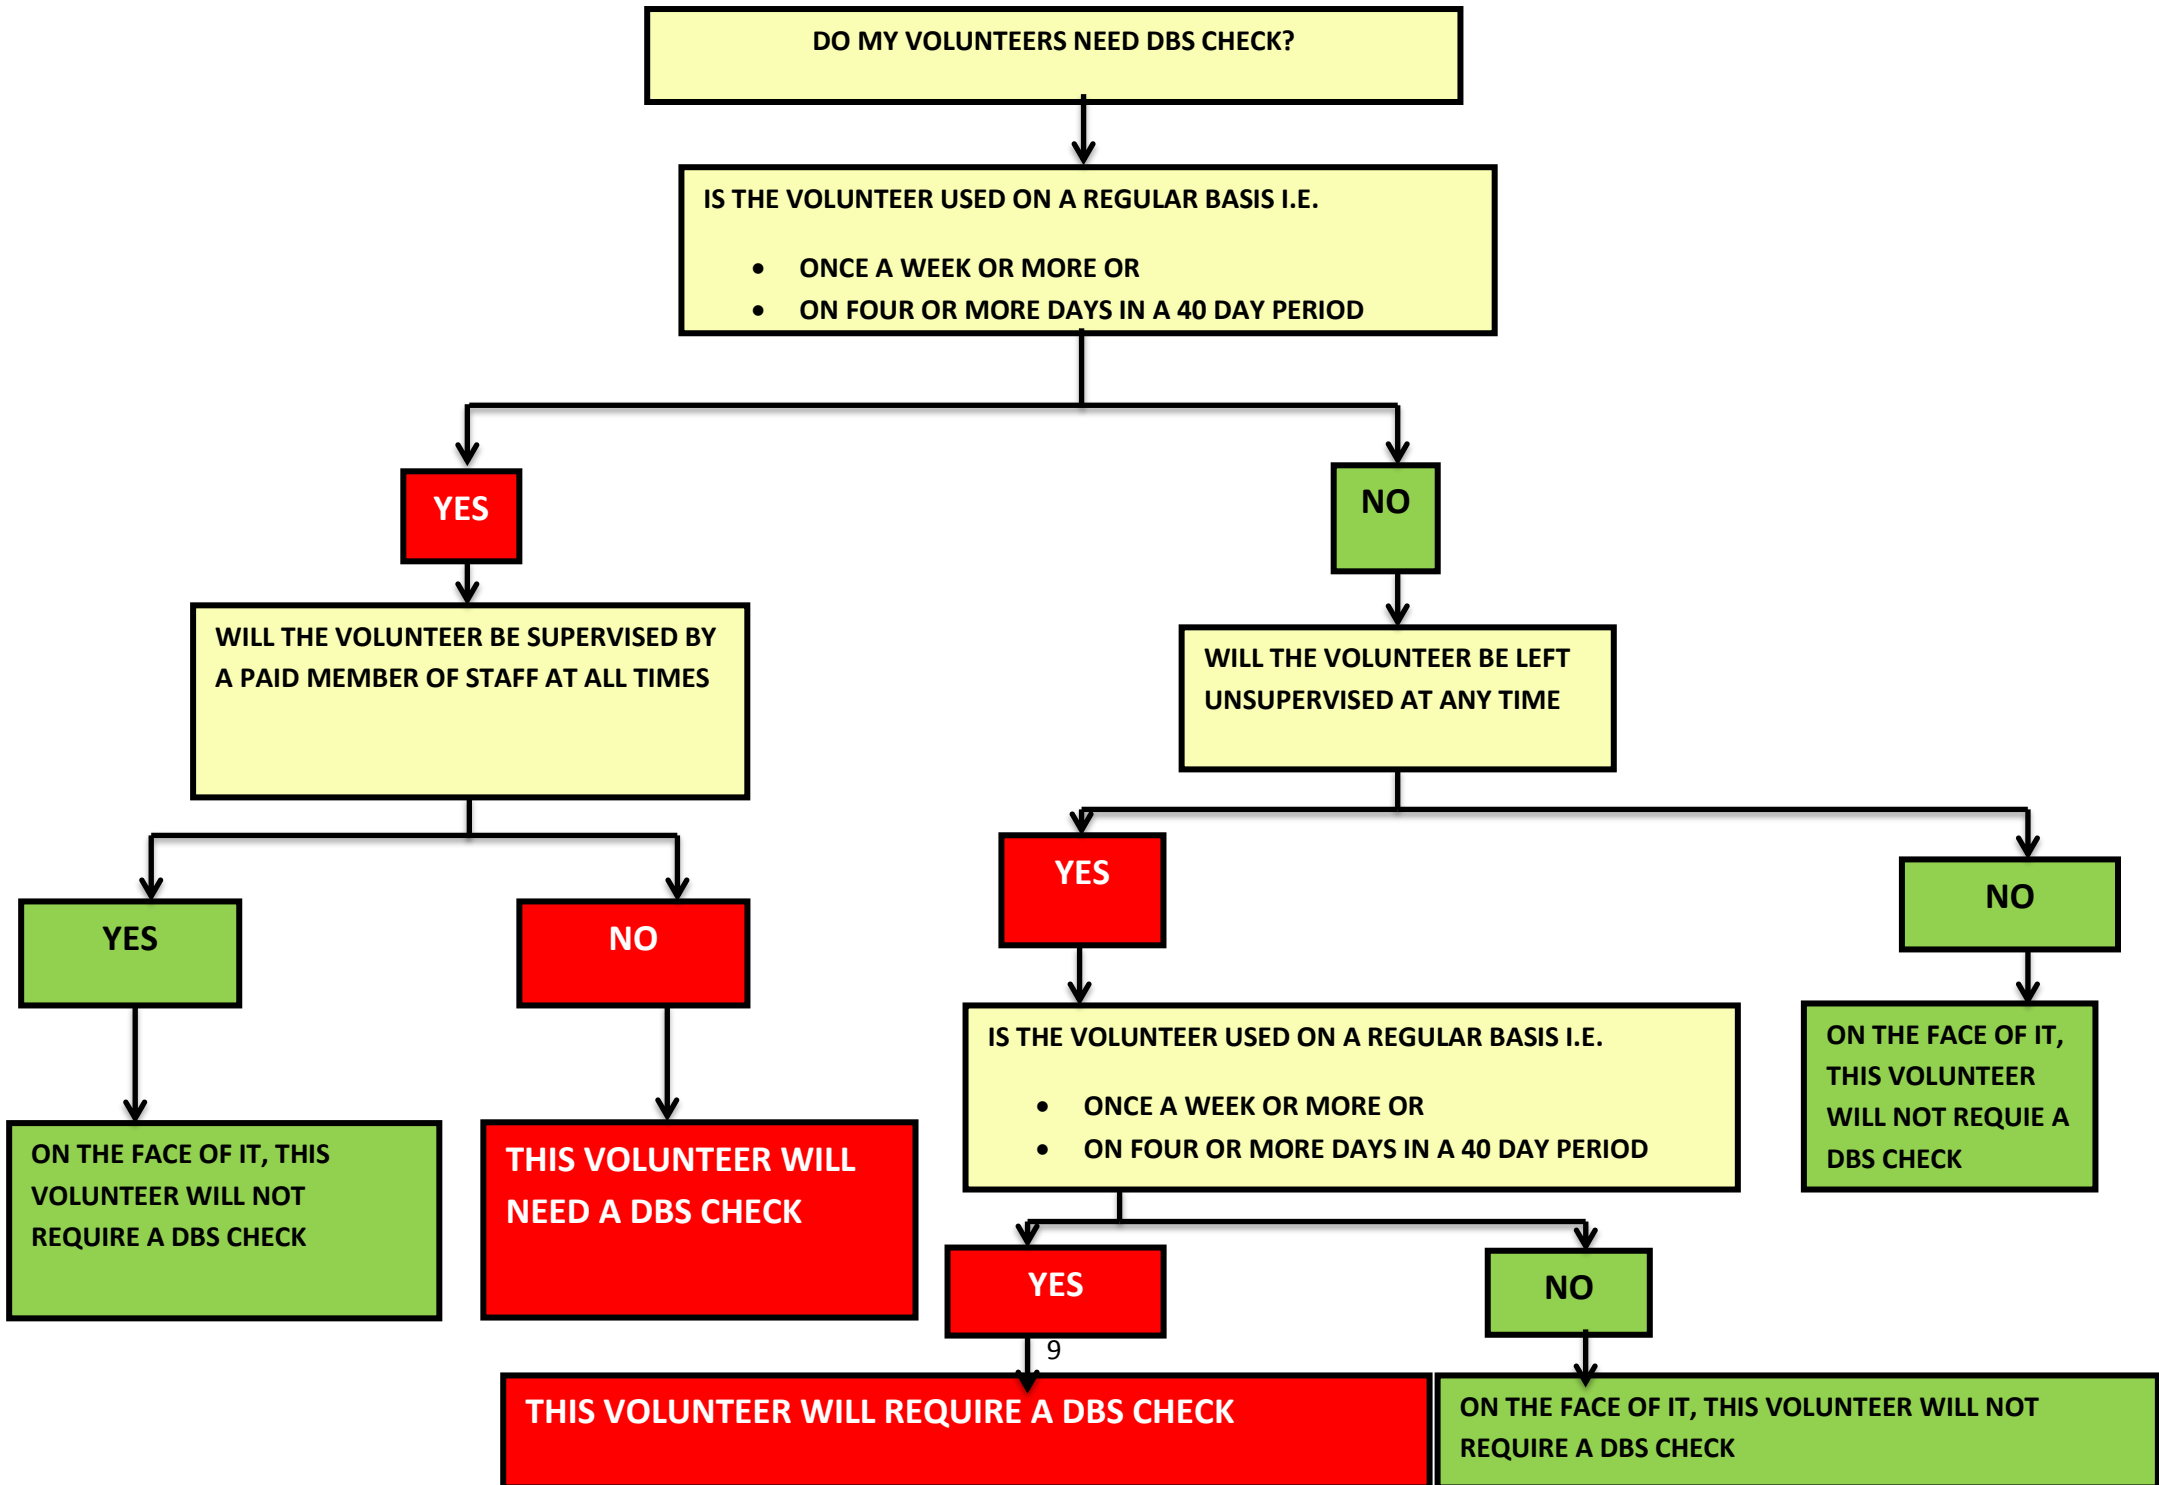 DO MY VOLUNTEERS NEED DBS CHECK?
IS THE VOLUNTEER USED ON A REGULAR BASIS I.E.
• ONCE A WEEK OR MORE OR
• ON FOUR OR MORE DAYS IN A 40 DAY PERIOD
YES
NO
WILL THE VOLUNTEER BE SUPERVISED BY
A PAID MEMBER OF STAFF AT ALL TIMES
WILL THE VOLUNTEER BE LEFT
UNSUPERVISED AT ANY TIME
YES
NO
YES
NO
ON THE FACE OF IT, THIS
VOLUNTEER WILL NOT
REQUIRE A DBS CHECK
THIS VOLUNTEER WILL
NEED A DBS CHECK
IS THE VOLUNTEER USED ON A REGULAR BASIS I.E.
• ONCE A WEEK OR MORE OR
• ON FOUR OR MORE DAYS IN A 40 DAY PERIOD
ON THE FACE OF IT,
THIS VOLUNTEER
WILL NOT REQUIE A
DBS CHECK
YES
NO
9
THIS VOLUNTEER WILL REQUIRE A DBS CHECK
ON THE FACE OF IT, THIS VOLUNTEER WILL NOT
REQUIRE A DBS CHECK